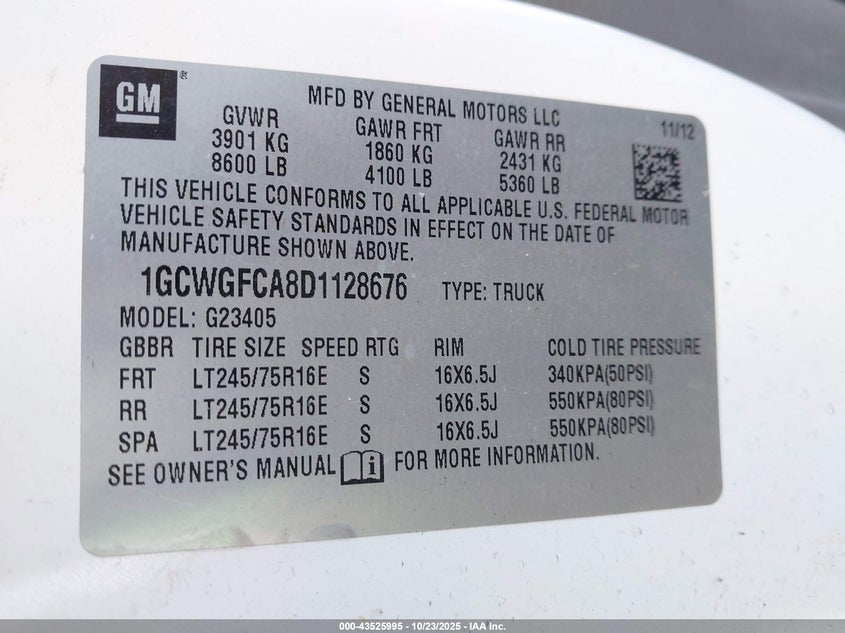 GM ®
MFD BY GENERAL MOTORS LLC
11/12
GVWR GAWR FRT GAWR RR
3901 KG 1860 KG 2431 KG
8600 LB 4100 LB 5360 LB
THIS VEHICLE CONFORMS TO ALL APPLICABLE U.S. FEDERAL MOTOR
VEHICLE SAFETY STANDARDS IN EFFECT ON THE DATE OF
MANUFACTURE SHOWN ABOVE.
1GCWGFCA8D1128676 TYPE: TRUCK
MODEL: G23405
GBBR TIRE SIZE SPEED RTG RIM COLD TIRE PRESSURE
FRT LT245/75R16E S 16X6.5J 340KPA(50PSI)
RR LT245/75R16E S 16X6.5J 550KPA(80PSI)
SPA LT245/75R16E S 16X6.5J 550KPA(80PSI)
SEE OWNER'S MANUAL i FOR MORE INFORMATION.
000-43525995 - 10/23/2025 - IAA Inc.